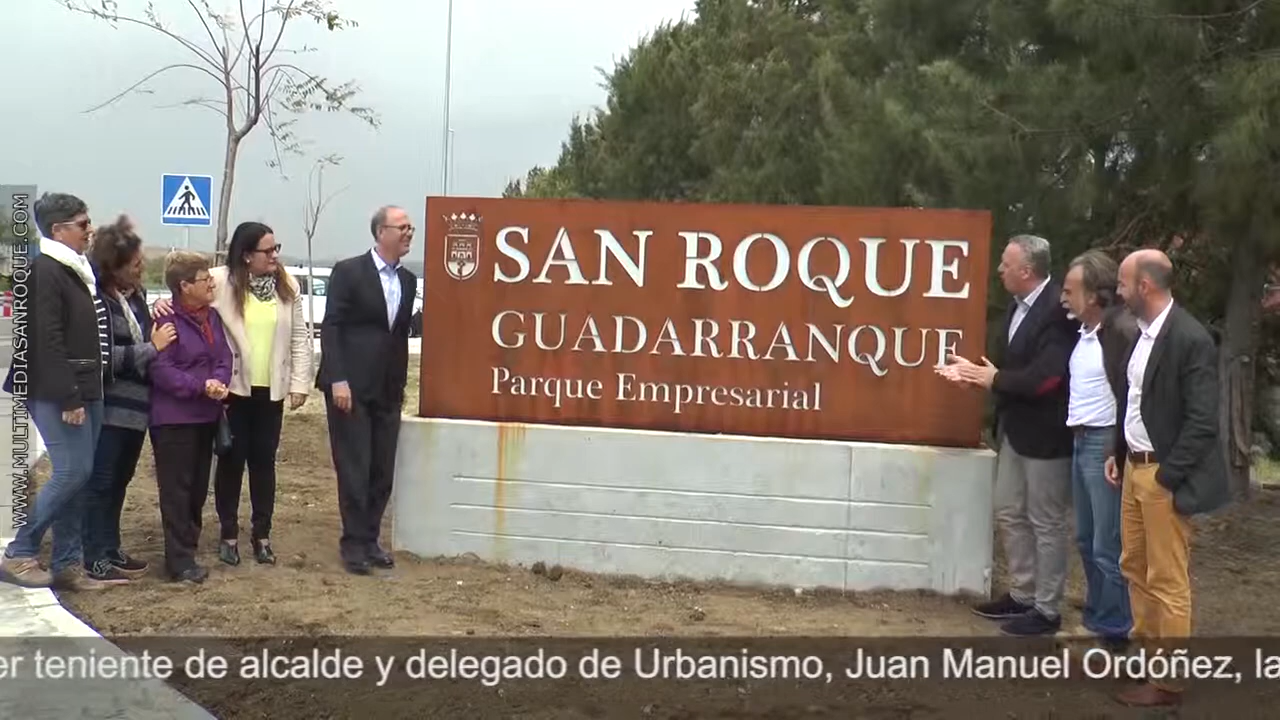 WWW.MULTIMEDIASANROQUE.COM
SAN ROQUE
GUADARRANQUE
Parque Empresarial
er teniente de alcalde y delegado de Urbanismo, Juan Manuel Ordóñez, la